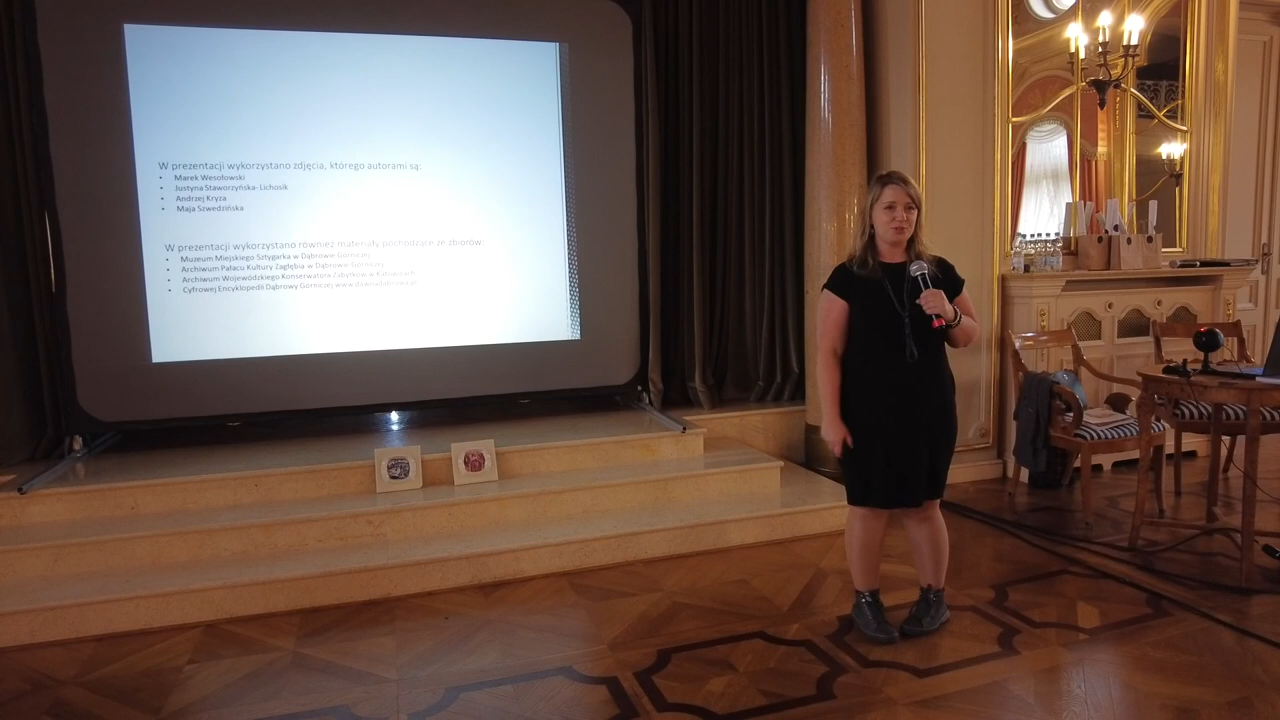 W prezentacji wykorzystano zdjęcia, którego autorami są:
• Marek Wesołowski
• Justyna Staworzyńska- Lichosik
• Andrzej Kryza
• Maja Szwedzińska
W prezentacji wykorzystano również materiały pochodzące ze zbiorów:
• Muzeum Miejskiego Sztygarka w Dąbrowie Górniczej
• Archiwum Pałacu Kultury Zagłębia w Dąbrowie Górniczej
• Archiwum Wojewódzkiego Konserwatora Zabytków w Katowicach
• Cyfrowej Encyklopedii Dąbrowy Górniczej www.dawnadabrowa.pl